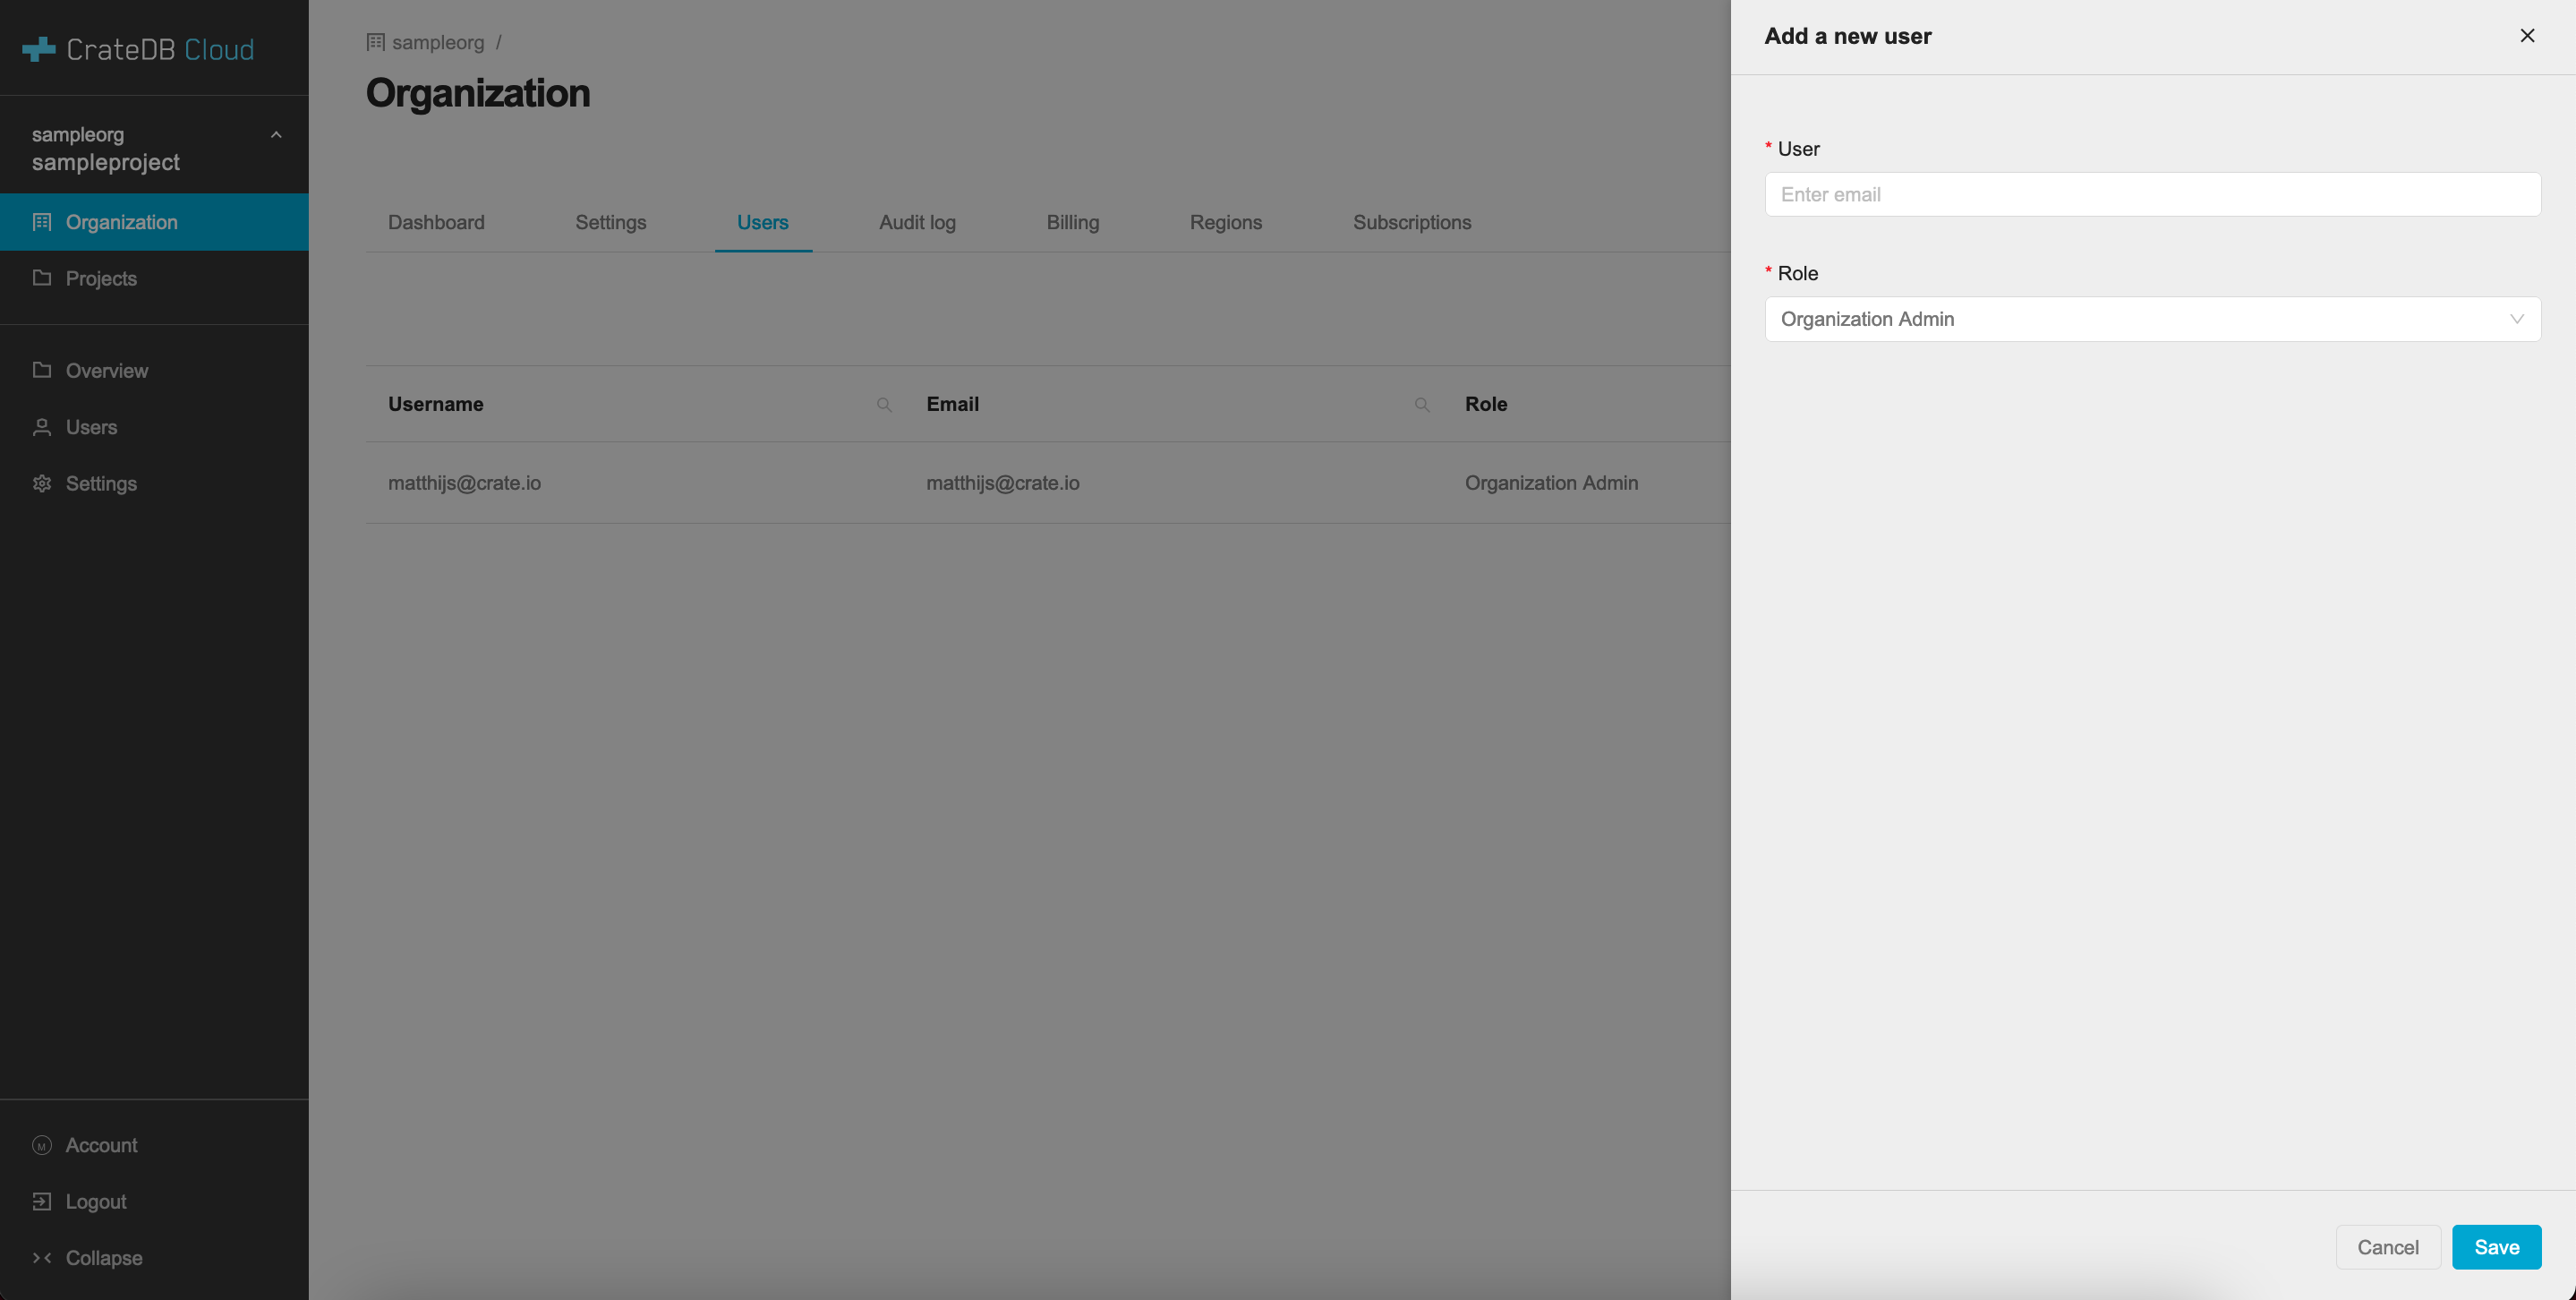 CrateDB Cloud
sampleorg
sampleproject
Organization
Projects
Overview
Users
Settings
Account
Logout
Collapse
sampleorg /
Organization
Dashboard Settings Users Audit log Billing Regions Subscriptions
Username Email Role
matthijs@crate.io matthijs@crate.io Organization Admin
Add a new user
* User
Enter email
* Role
Organization Admin
Cancel Save